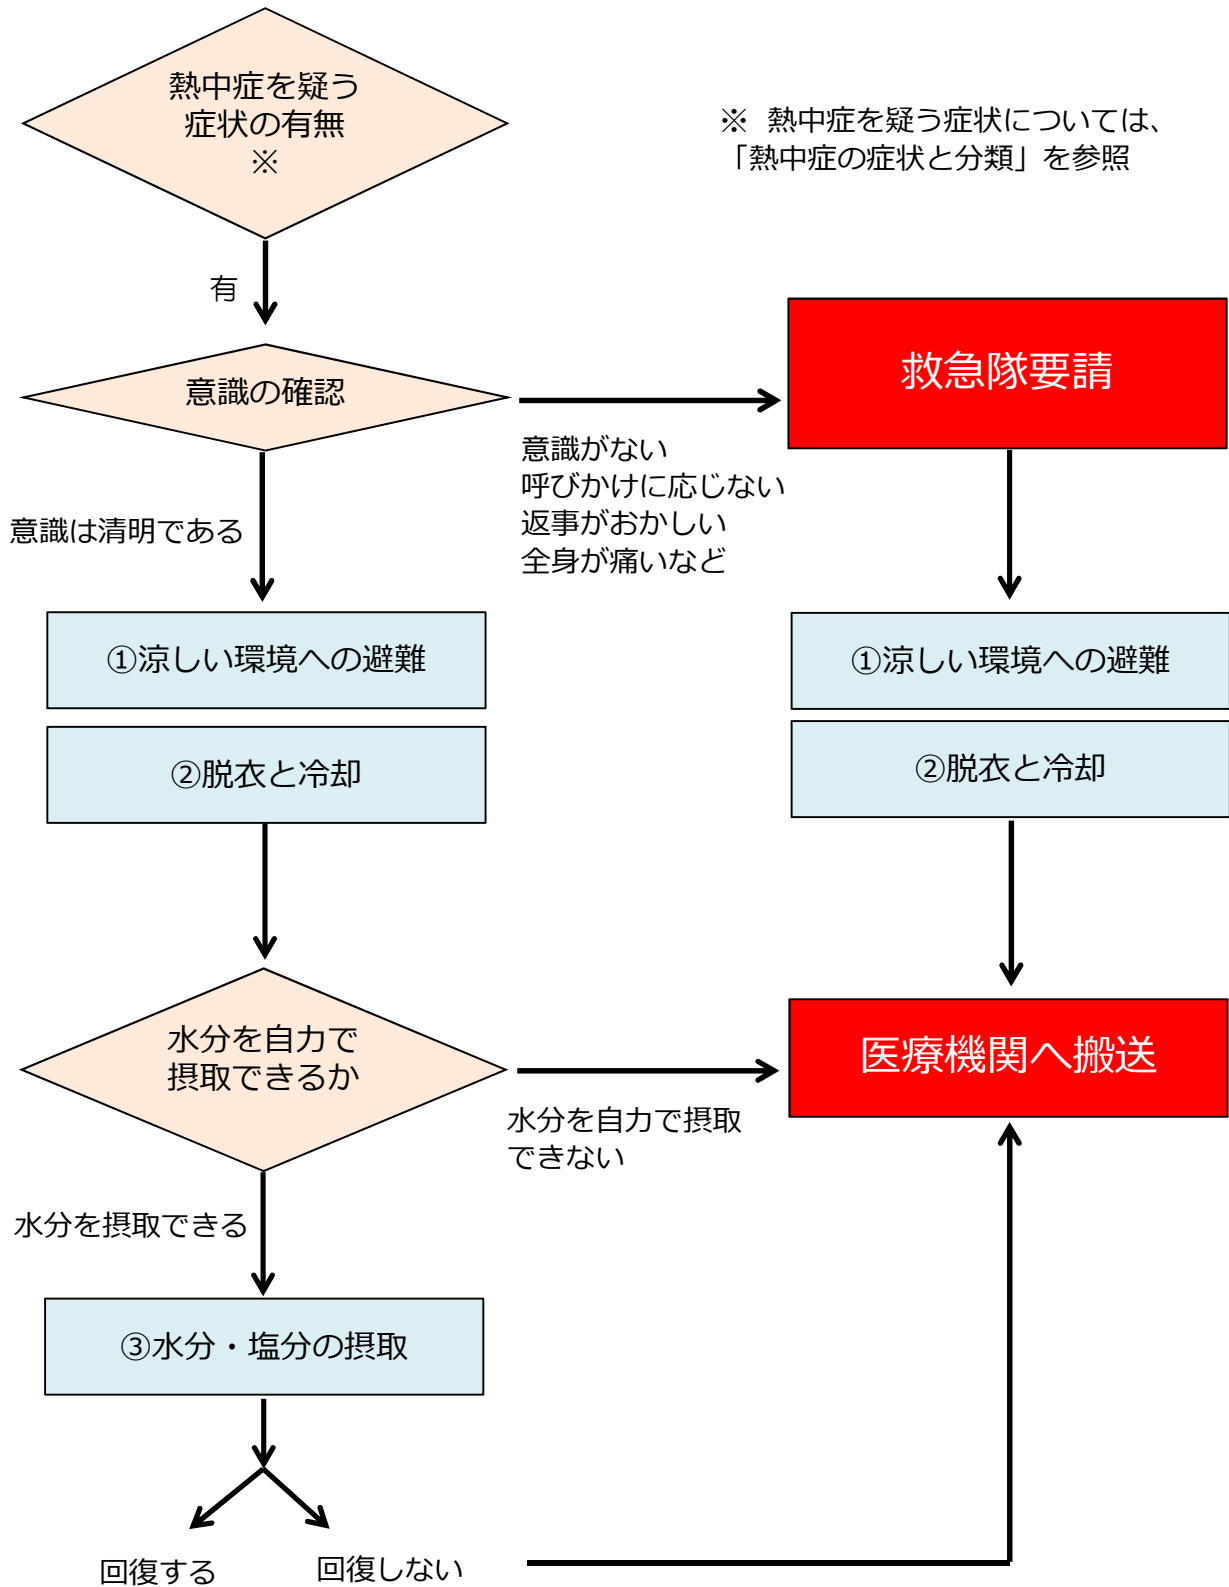 熱中症を疑う
症状の有無
※
※ 熱中症を疑う症状については、
「熱中症の症状と分類」を参照
有
意識の確認
救急隊要請
意識がない
呼びかけに応じない
返事がおかしい
全身が痛いなど
意識は清明である
①涼しい環境への避難
①涼しい環境への避難
②脱衣と冷却
②脱衣と冷却
水分を自力で
摂取できるか
医療機関へ搬送
水分を自力で摂取
できない
水分を摂取できる
③水分・塩分の摂取
回復する
回復しない